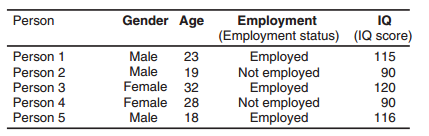 Person Gender Age Employment IQ
(Employment status) (IQ score)
Person 1 Male 23 Employed 115
Person 2 Male 19 Not employed 90
Person 3 Female 32 Employed 120
Person 4 Female 28 Not employed 90
Person 5 Male 18 Employed 116